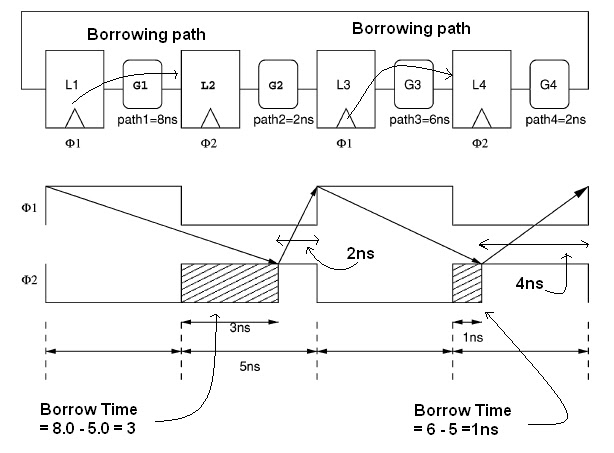 Borrowing path
Borrowing path
L1 G1 L2 G2 L3 G3 L4 G4
path1=8ns path2=2ns path3=6ns path4=2ns
Φ1 Φ2 Φ1 Φ2
Φ1
2ns
Φ2
4ns
3ns
1ns
5ns
Borrow Time
= 8.0 - 5.0 = 3
Borrow Time
= 6 - 5 =1ns